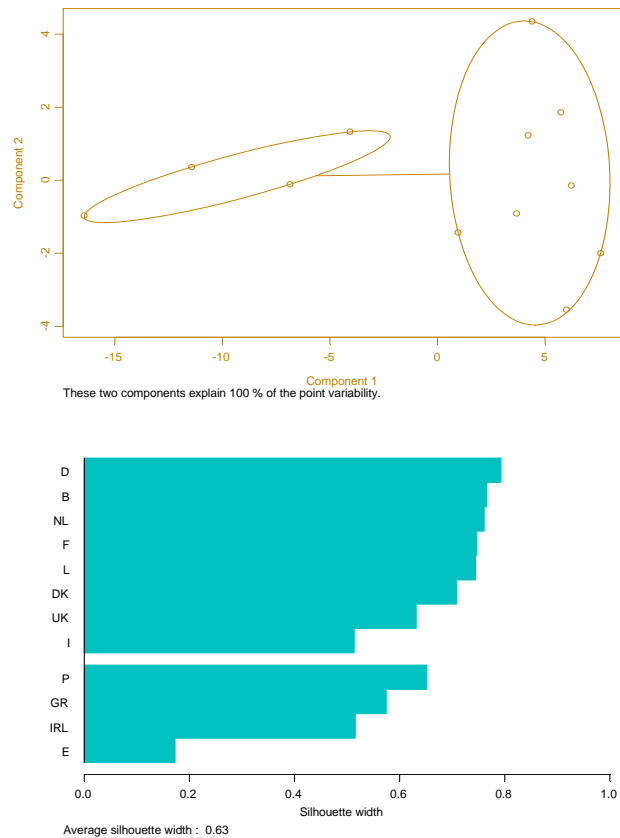 4
2
0
-2
-4
Component 2
-15
-10
-5
0
5
Component 1
These two components explain 100 % of the point variability.
D
B
NL
F
L
DK
UK
I
P
GR
IRL
E
0.0
0.2
0.4
0.6
0.8
1.0
Silhouette width
Average silhouette width : 0.63